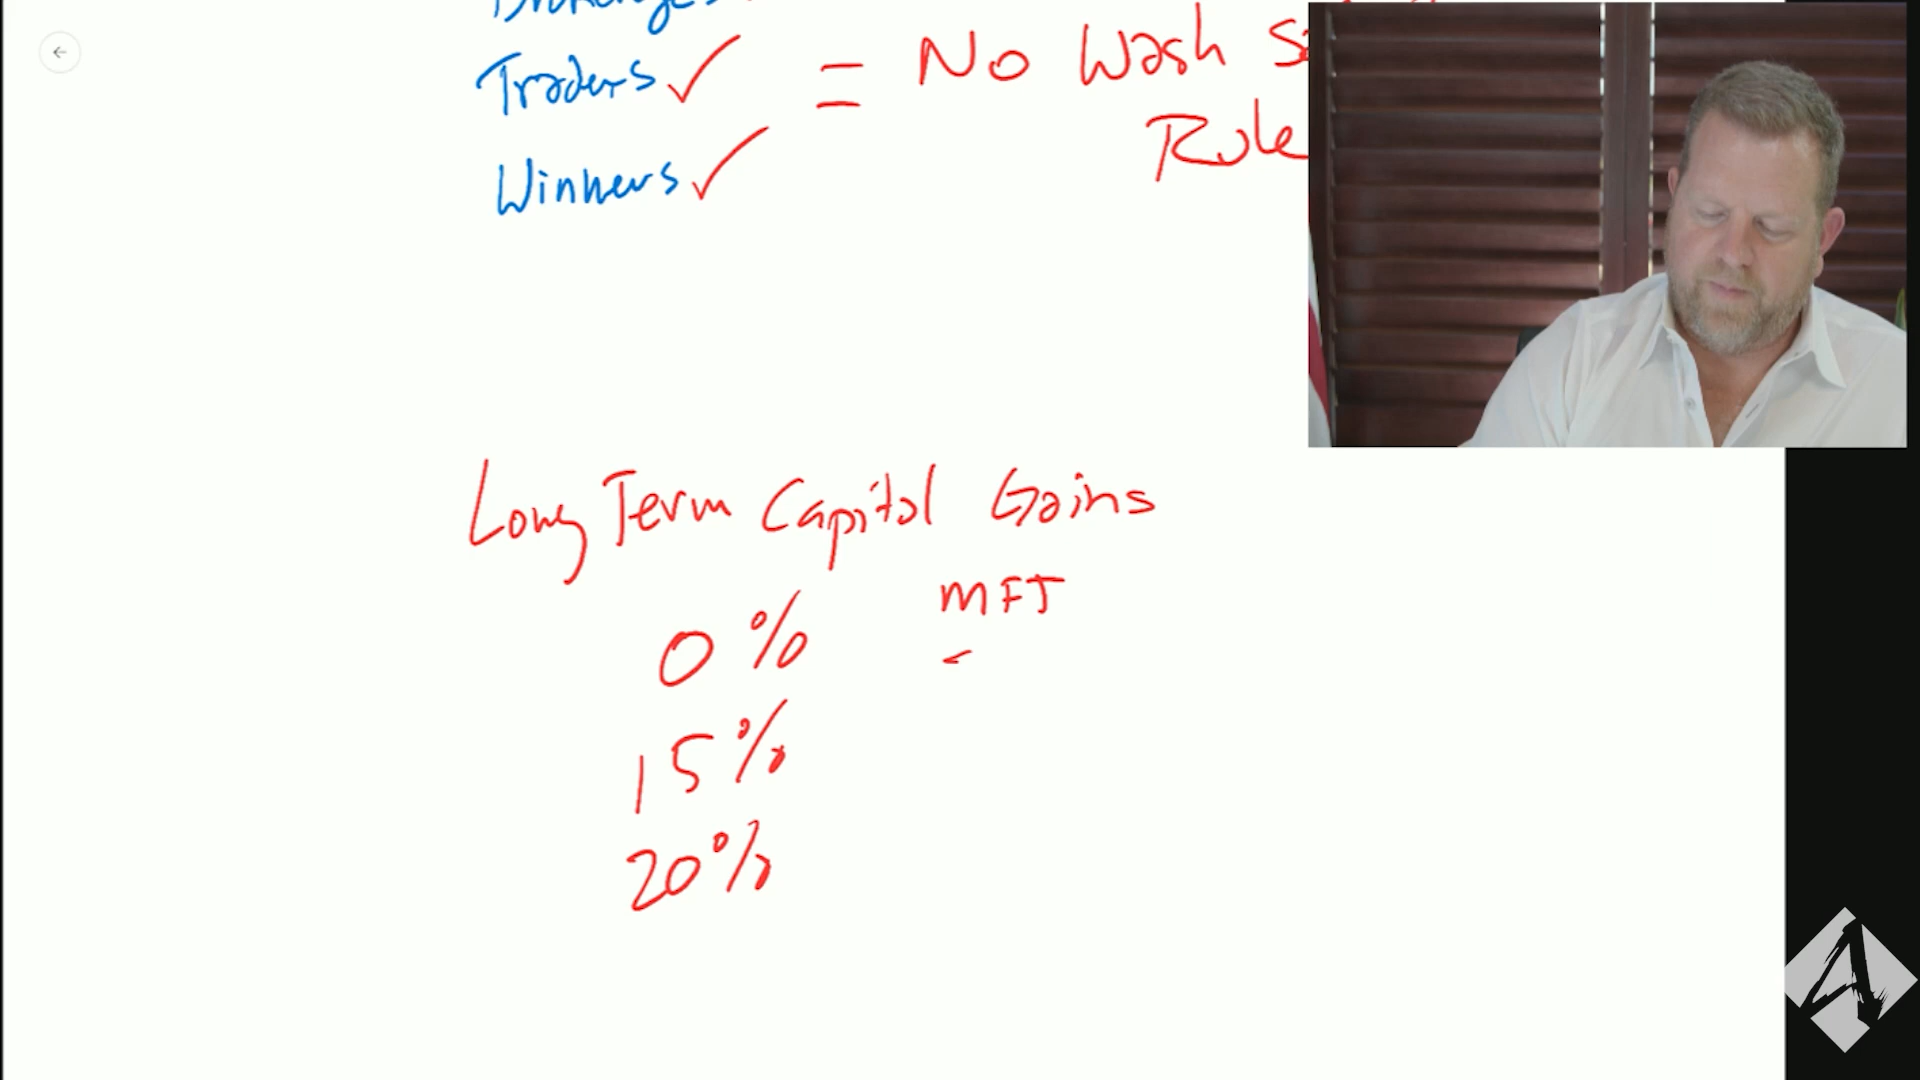 Traders ✓ = No Wash
Rule
Winners ✓
Long Term Capital Gains
MFJ
0%
15%
20%
A